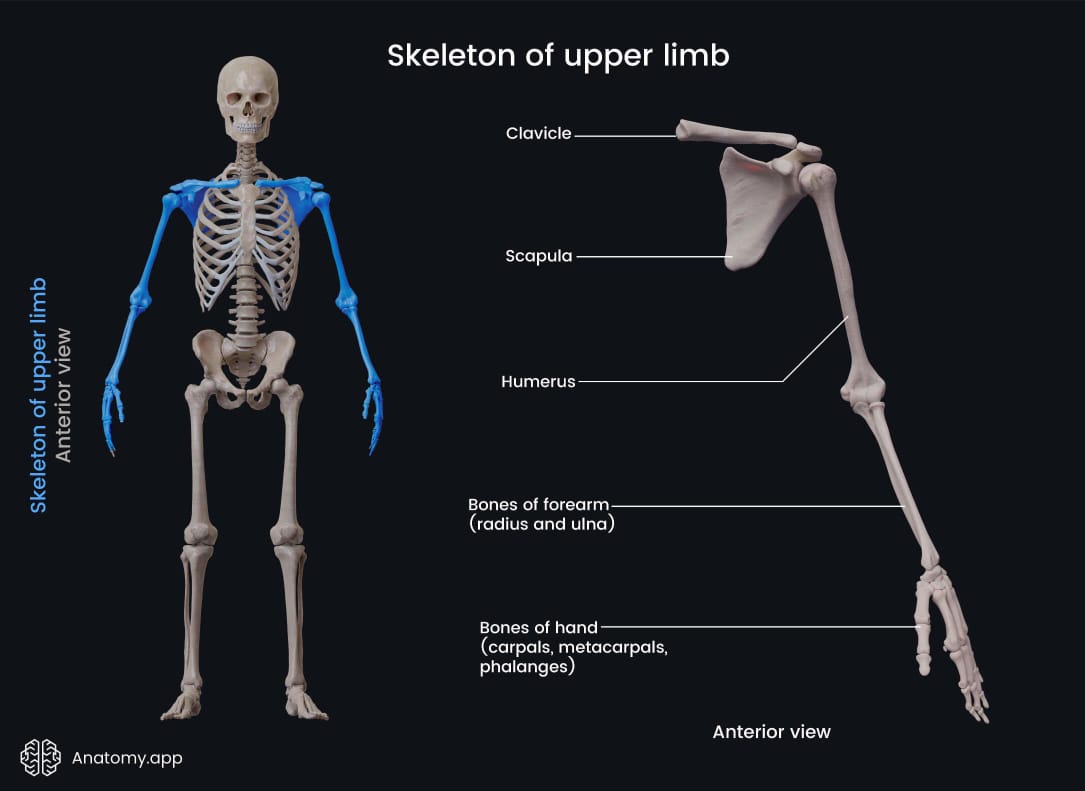 Skeleton of upper limb
Clavicle
Scapula
Humerus
Bones of forearm
(radius and ulna)
Bones of hand
(carpals, metacarpals,
phalanges)
Anterior view
Skeleton of upper limb
Anterior view
Anatomy.app